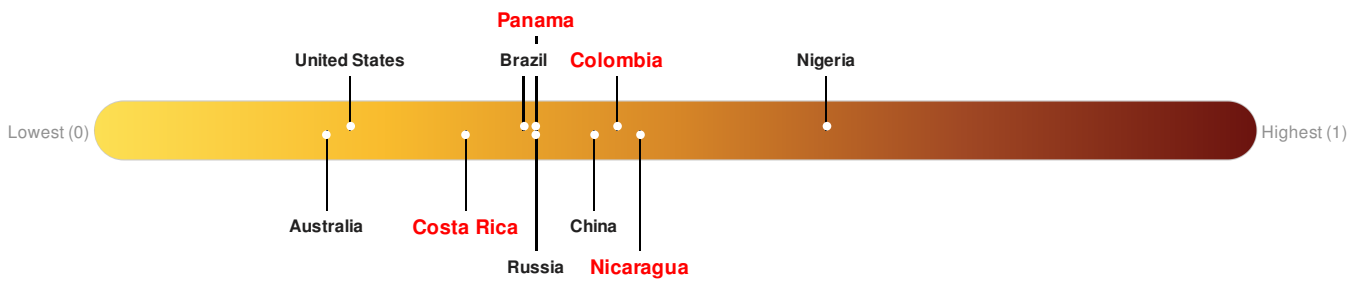 Panama
United States
Brazil
Colombia
Nigeria
Lowest (0)
Highest (1)
Australia
Costa Rica
China
Russia
Nicaragua